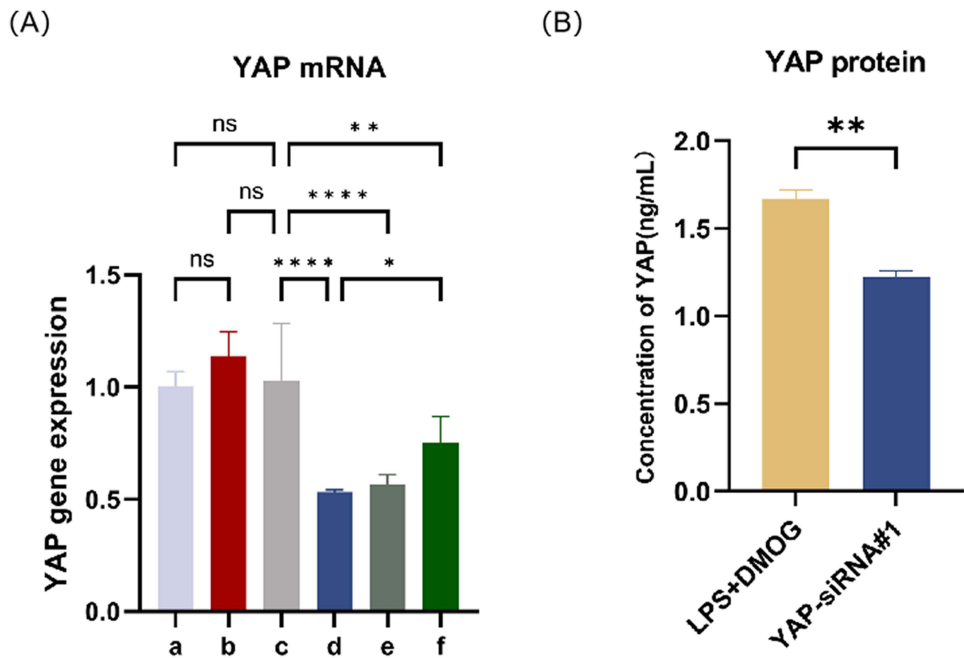 (A)
YAP mRNA
ns
**
ns
****
ns
****
*
YAP gene expression
1.5
1.0
0.5
0.0
a b c d e f
(B)
YAP protein
**
Concentration of YAP(ng/mL)
2.0
1.5
1.0
0.5
0.0
LPS+DMOG
YAP-siRNA#1